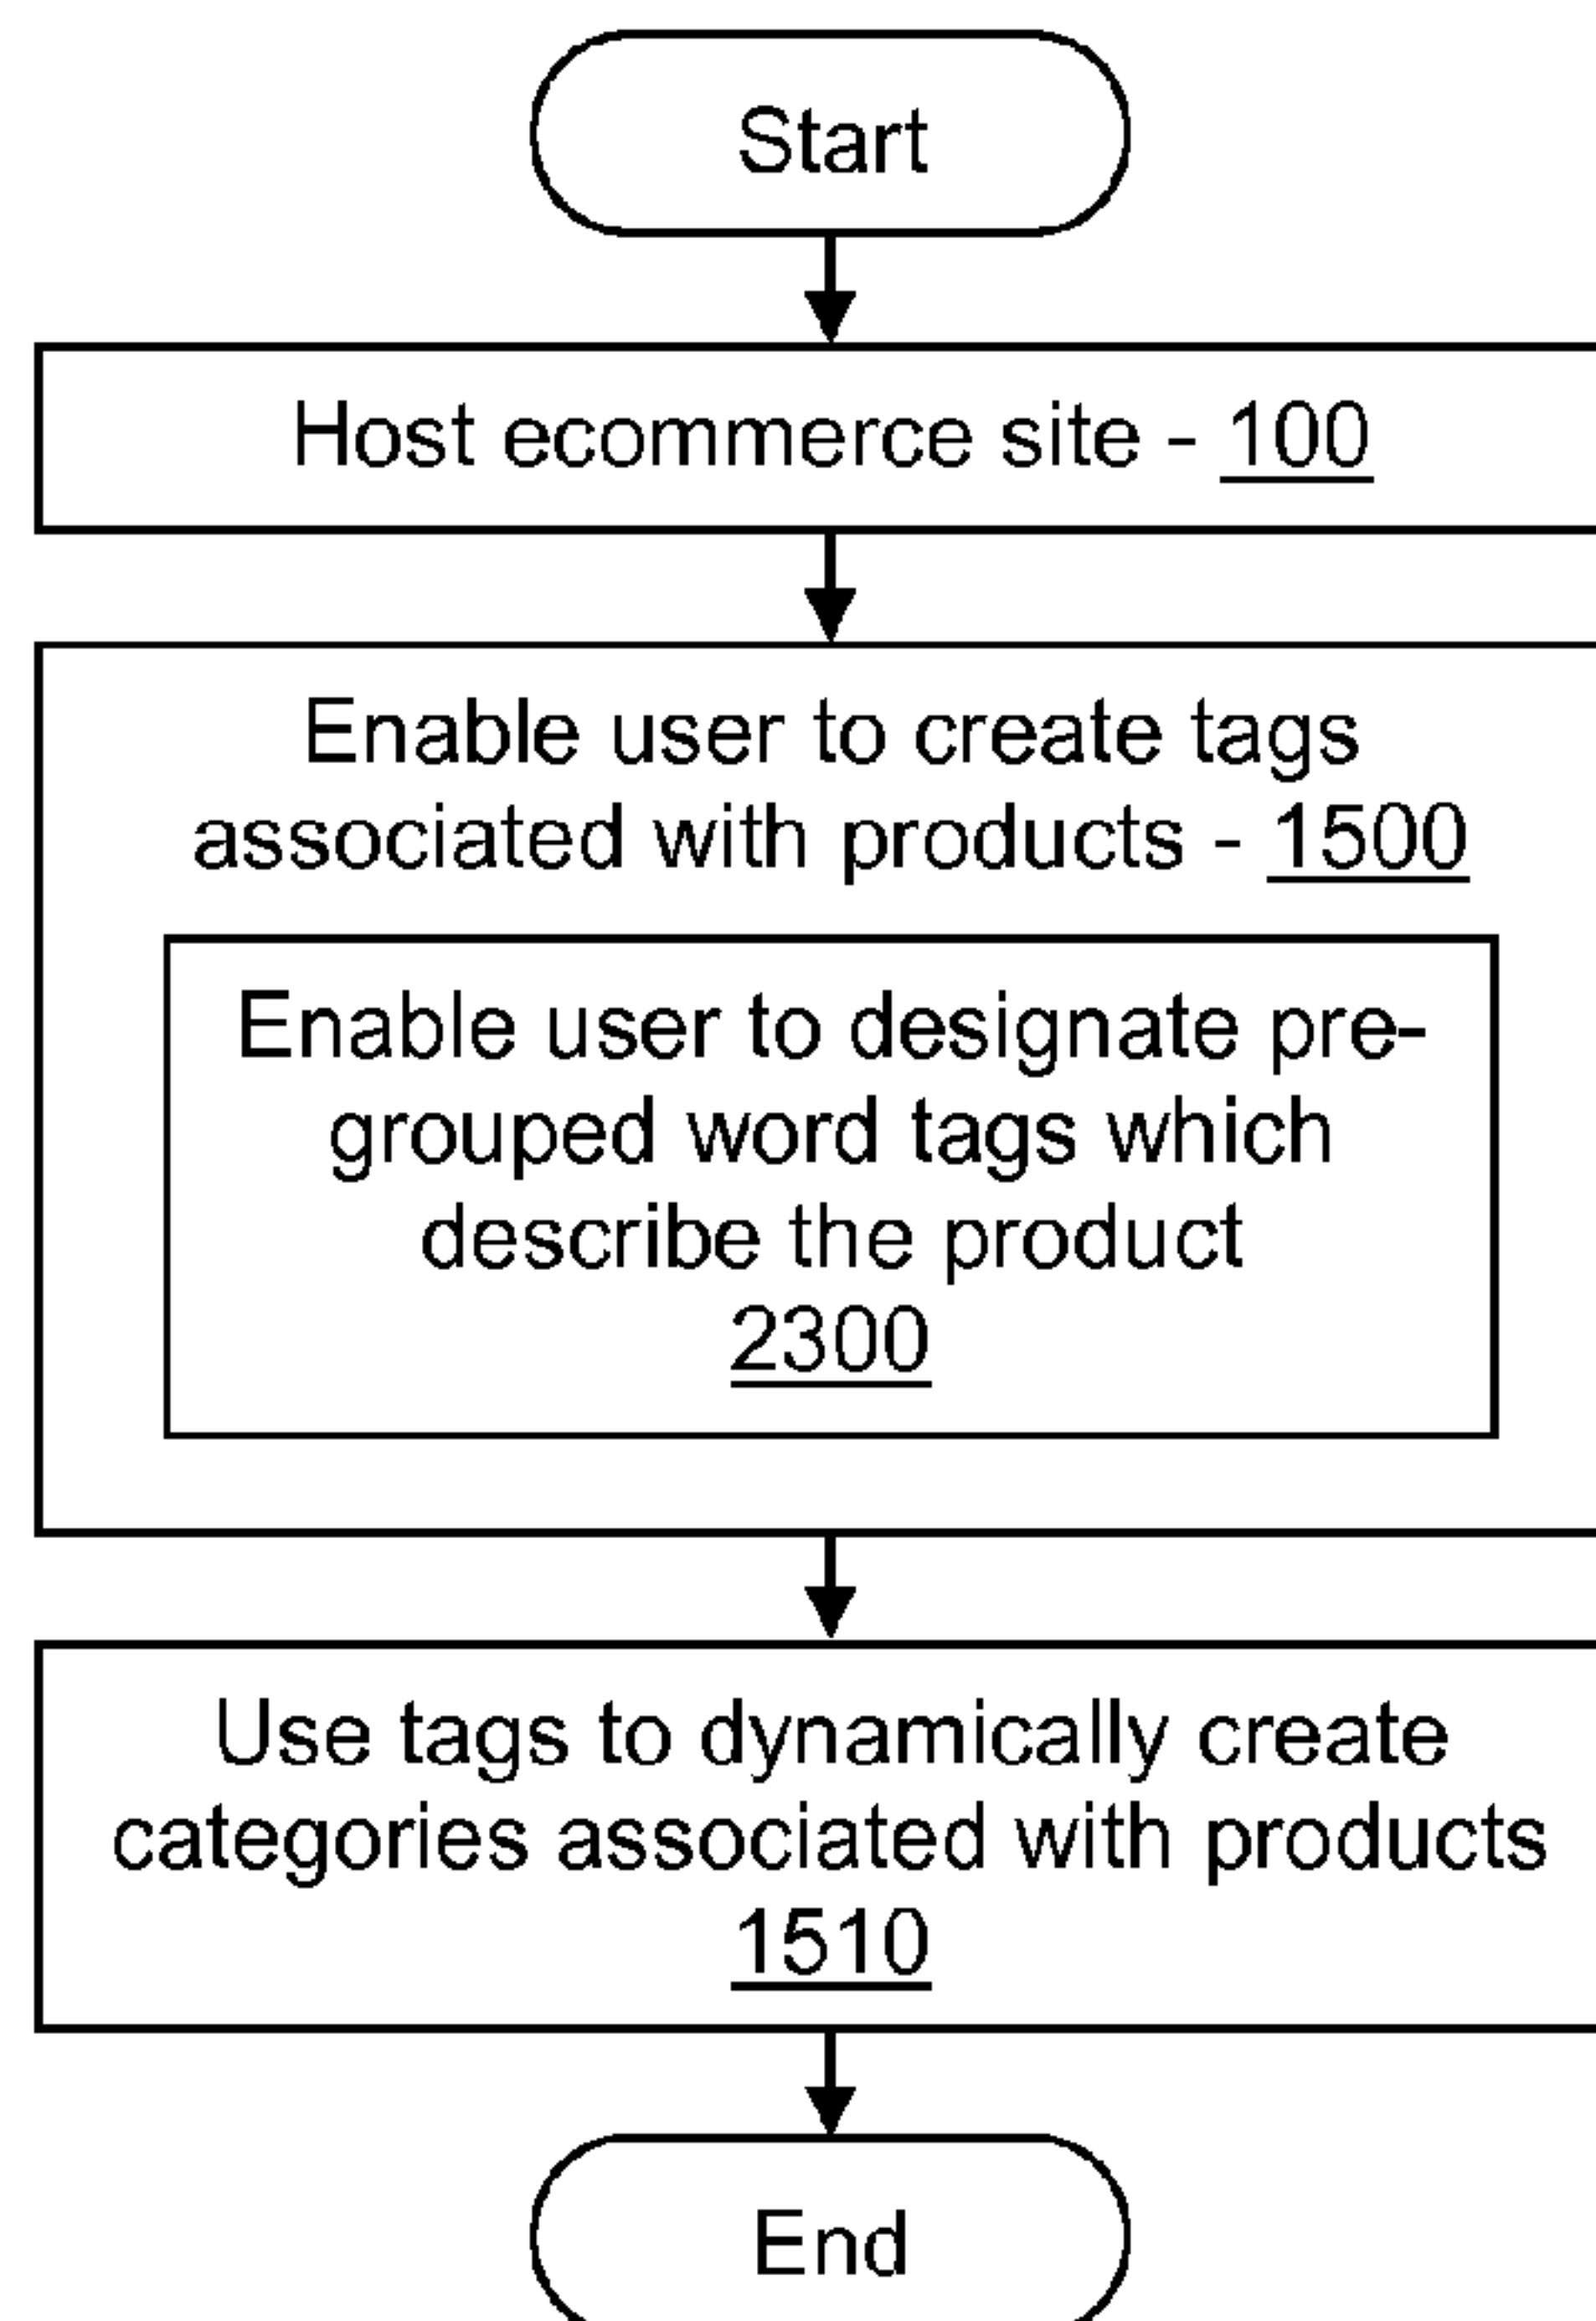 Start
Host ecommerce site - 100
Enable user to create tags
associated with products - 1500
Enable user to designate pre-
grouped word tags which
describe the product
2300
Use tags to dynamically create
categories associated with products
1510
End